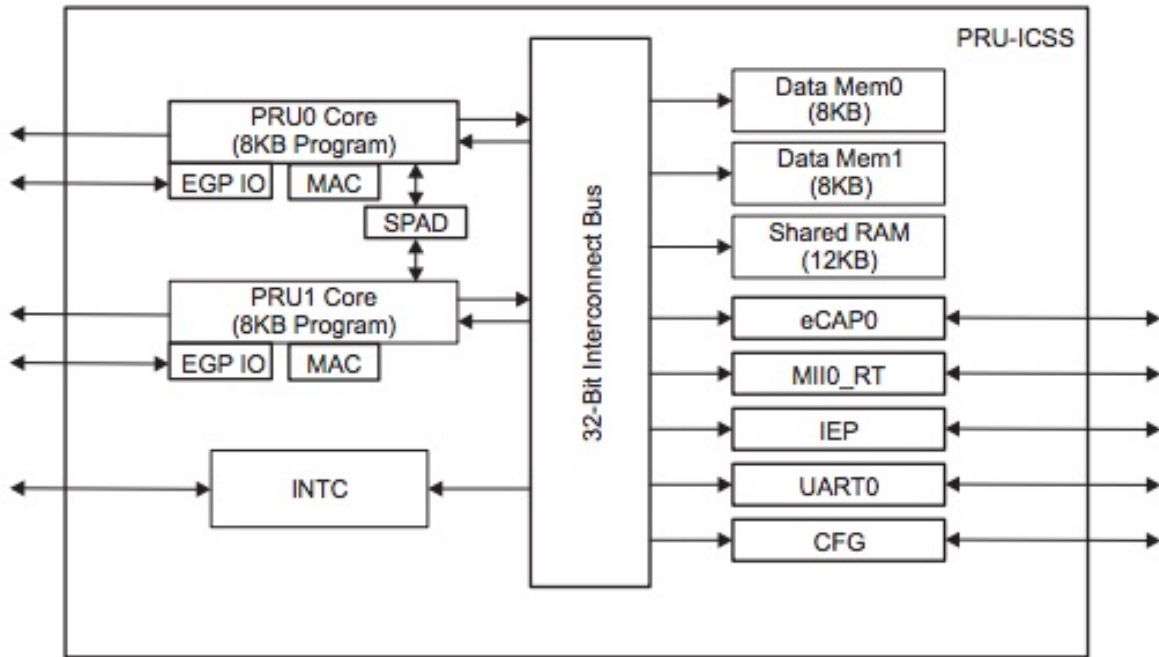 PRU-ICSS
PRU0 Core
(8KB Program)
EGP IO
MAC
SPAD
PRU1 Core
(8KB Program)
EGP IO
MAC
INTC
32-Bit Interconnect Bus
Data Mem0
(8KB)
Data Mem1
(8KB)
Shared RAM
(12KB)
eCAP0
MII0_RT
IEP
UART0
CFG